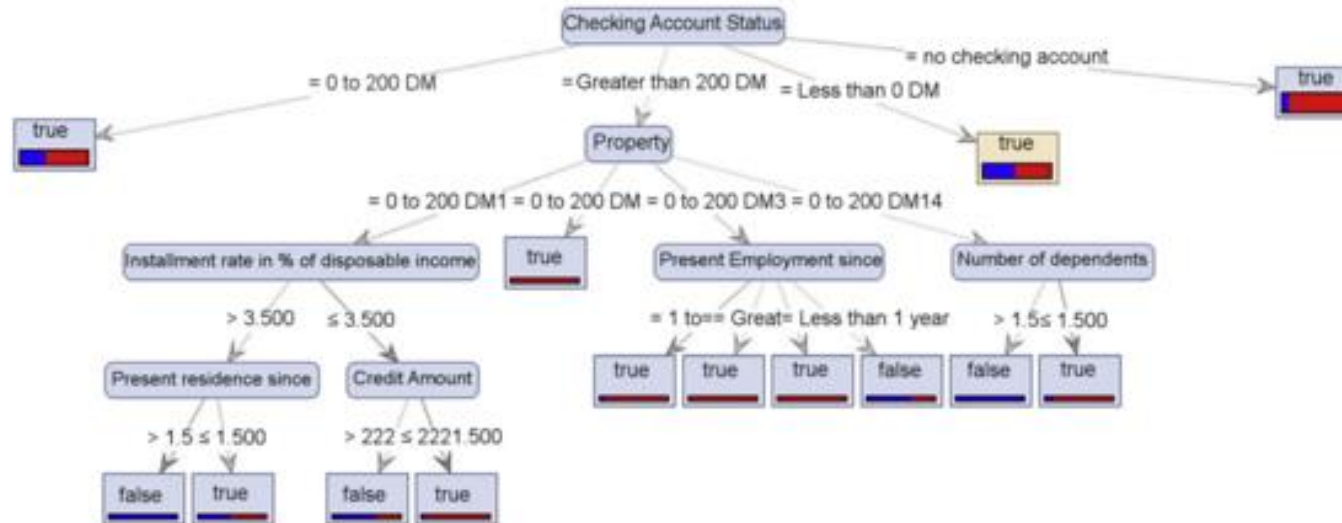 Checking Account Status
= no checking account
= 0 to 200 DM
= Greater than 200 DM
= Less than 0 DM
true
true
Property
true
= 0 to 200 DM1 = 0 to 200 DM = 0 to 200 DM3 = 0 to 200 DM14
Installment rate in % of disposable income
true
Present Employment since
Number of dependents
> 3.500
≤ 3.500
= 1 to== Great= Less than 1 year
> 1.5≤ 1.500
Present residence since
Credit Amount
true
true
true
false
false
true
> 1.5 ≤ 1.500
> 222 ≤ 2221.500
false
true
false
true